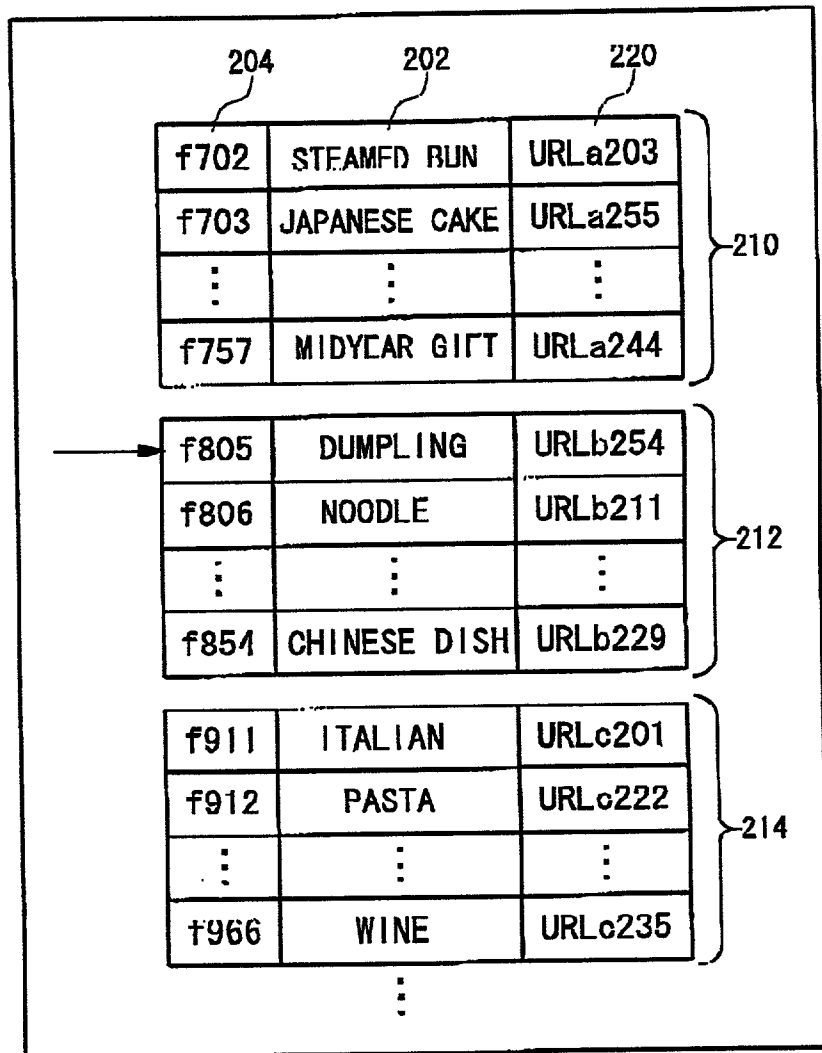 204 202 220
f702 STEAMED BUN URLa203
f703 JAPANESE CAKE URLa255
⋮ ⋮ ⋮
f757 MIDYEAR GIFT URLa244
210
f805 DUMPLING URLb254
f806 NOODLE URLb211
⋮ ⋮ ⋮
f854 CHINESE DISH URLb229
212
f911 ITALIAN URLc201
f912 PASTA URLc222
⋮ ⋮ ⋮
f966 WINE URLc235
214
⋮